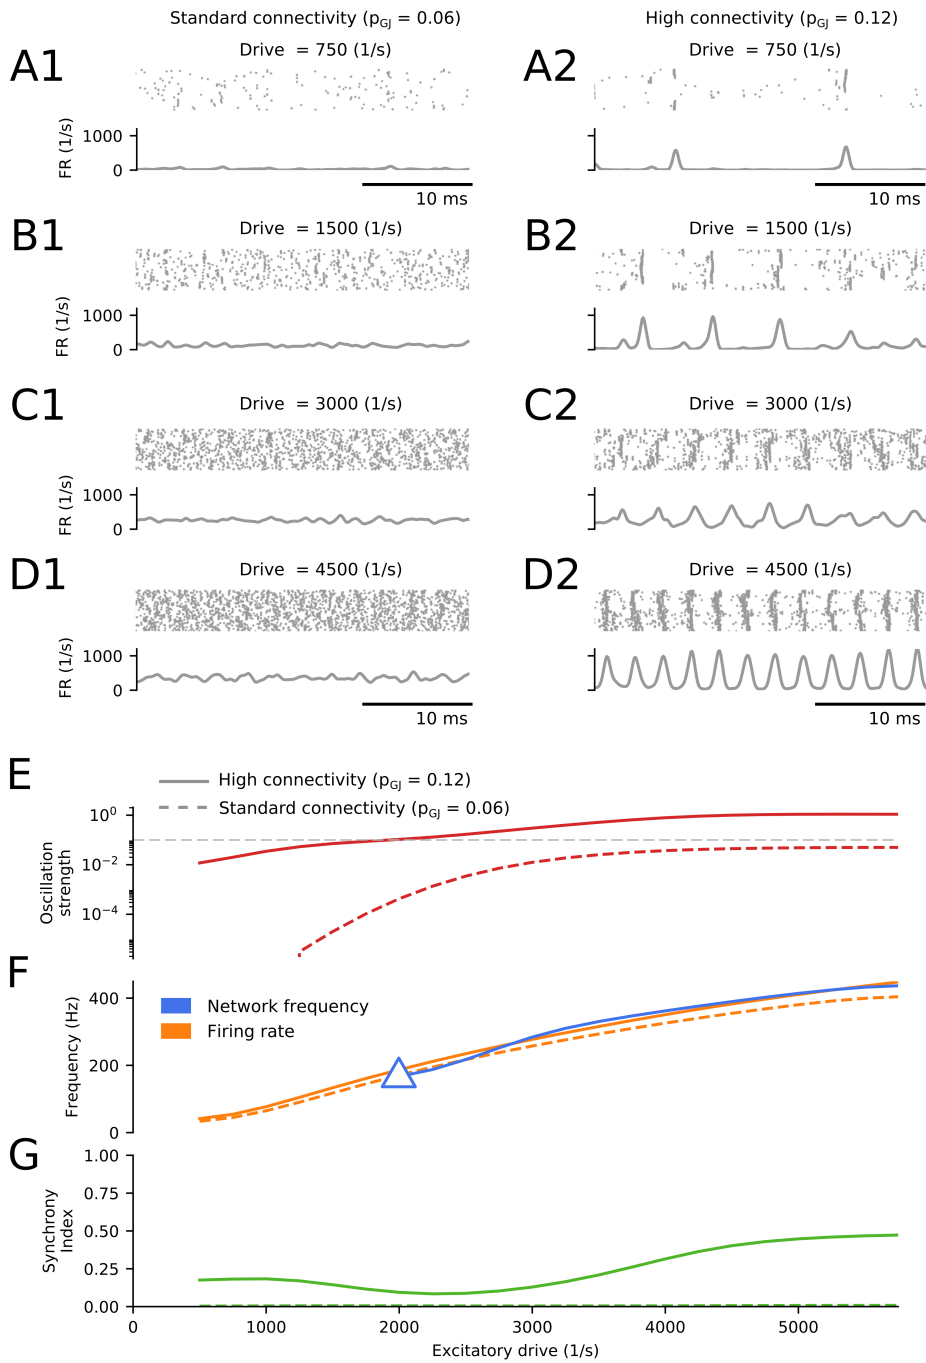 Standard connectivity (pGJ = 0.06)
High connectivity (pGJ = 0.12)
A1
Drive = 750 (1/s)
FR (1/s)
1000
0
10 ms
A2
Drive = 750 (1/s)
10 ms
B1
Drive = 1500 (1/s)
FR (1/s)
1000
0
B2
Drive = 1500 (1/s)
C1
Drive = 3000 (1/s)
FR (1/s)
1000
0
C2
Drive = 3000 (1/s)
D1
Drive = 4500 (1/s)
FR (1/s)
1000
0
10 ms
D2
Drive = 4500 (1/s)
10 ms
E
High connectivity (pGJ = 0.12)
Standard connectivity (pGJ = 0.06)
Oscillation
strength
10^0
10^−2
10^−4
F
Network frequency
Firing rate
Frequency (Hz)
400
200
0
G
Synchrony
Index
1.00
0.75
0.50
0.25
0.00
0 1000 2000 3000 4000 5000
Excitatory drive (1/s)